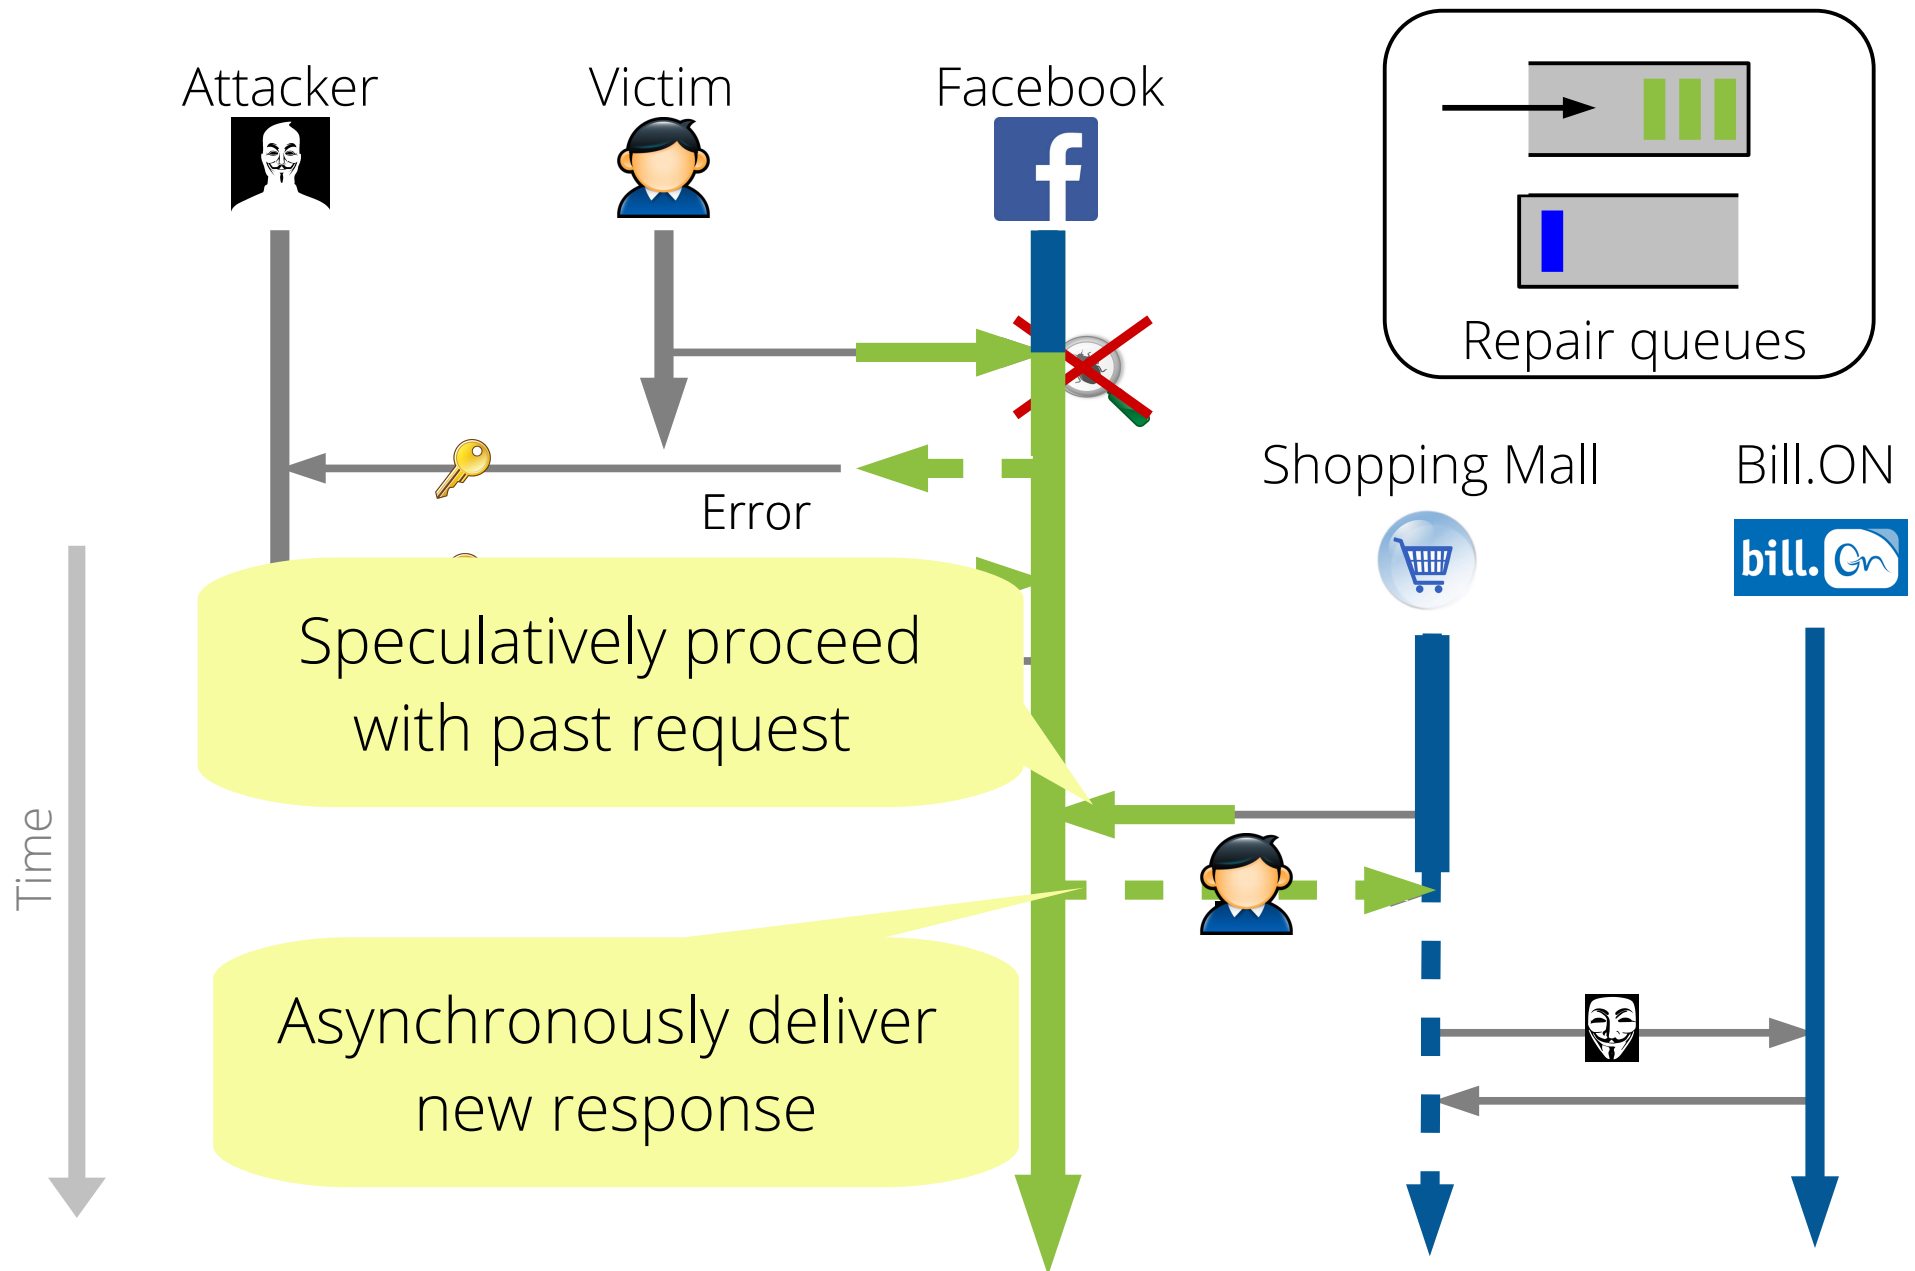 Attacker
Victim
Facebook
f
Repair queues
Shopping Mall
Bill.ON
bill.On
Error
Speculatively proceed
with past request
Time
Asynchronously deliver
new response